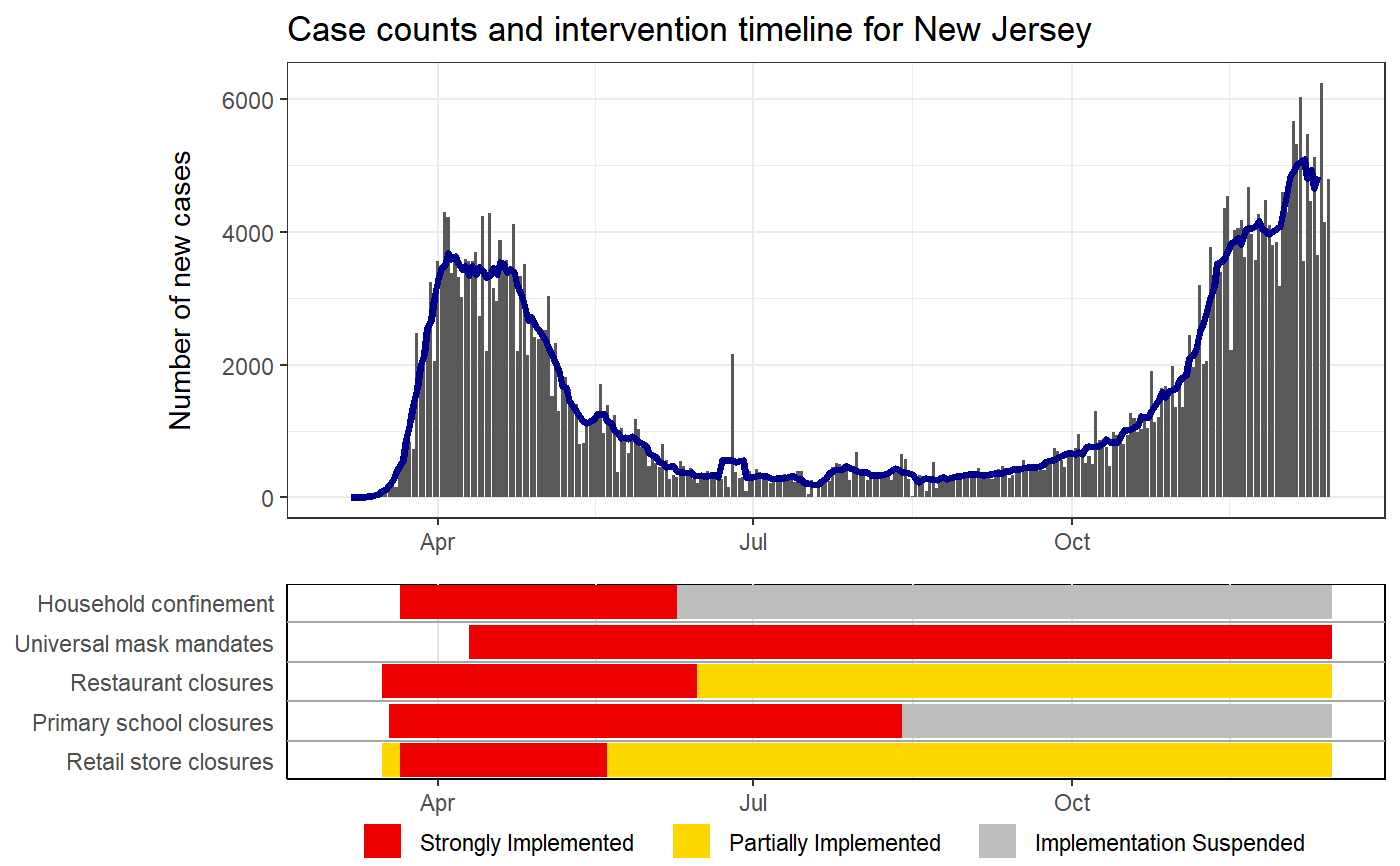 Case counts and intervention timeline for New Jersey
Number of new cases
6000
4000
2000
0
Apr Jul Oct
Household confinement
Universal mask mandates
Restaurant closures
Primary school closures
Retail store closures
Apr Jul Oct
Strongly Implemented Partially Implemented Implementation Suspended